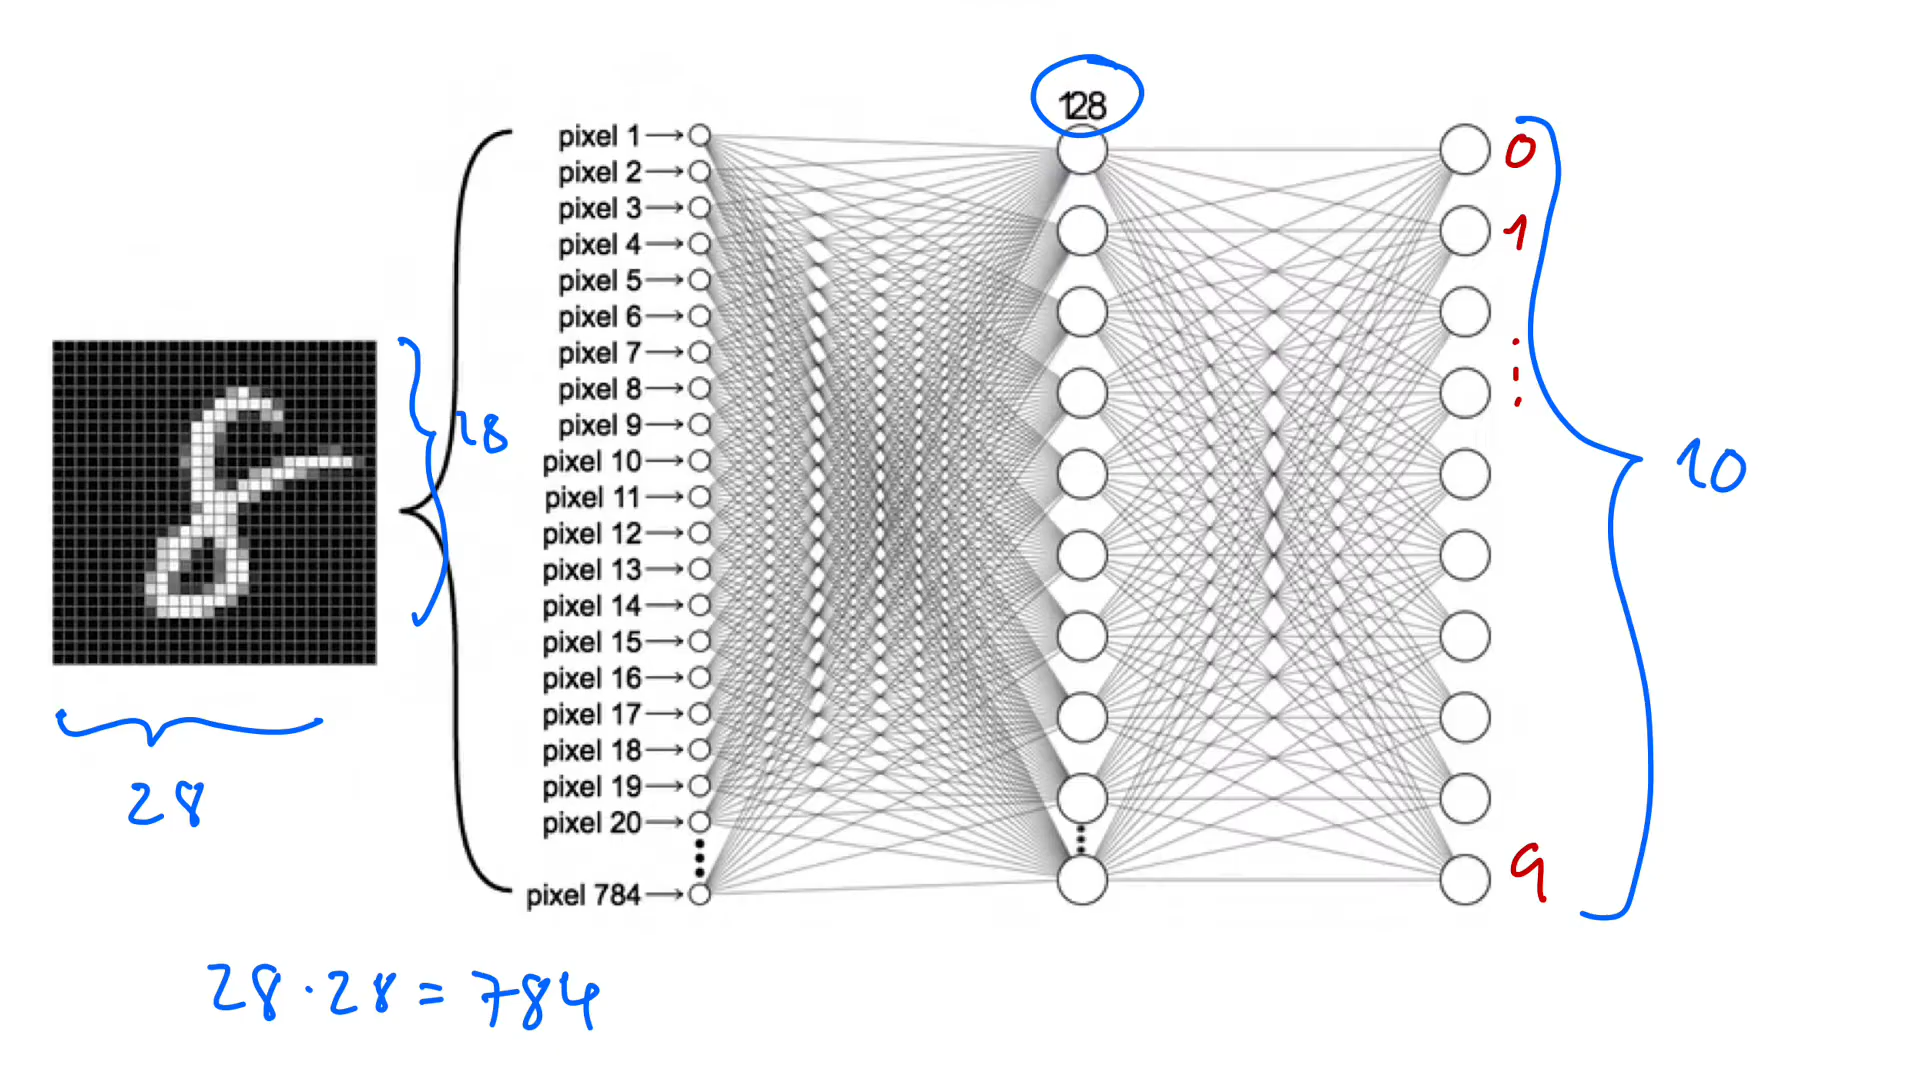 128
pixel 1
pixel 2
pixel 3
pixel 4
pixel 5
pixel 6
pixel 7
pixel 8
pixel 9
pixel 10
pixel 11
pixel 12
pixel 13
pixel 14
pixel 15
pixel 16
pixel 17
pixel 18
pixel 19
pixel 20
pixel 784
28
28
0
1
9
10
28 · 28 = 784